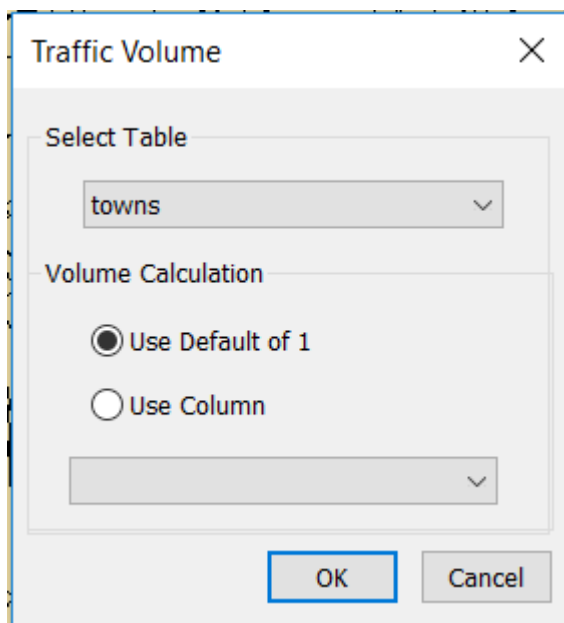 Traffic Volume
Select Table
towns
Volume Calculation
Use Default of 1
Use Column
OK Cancel